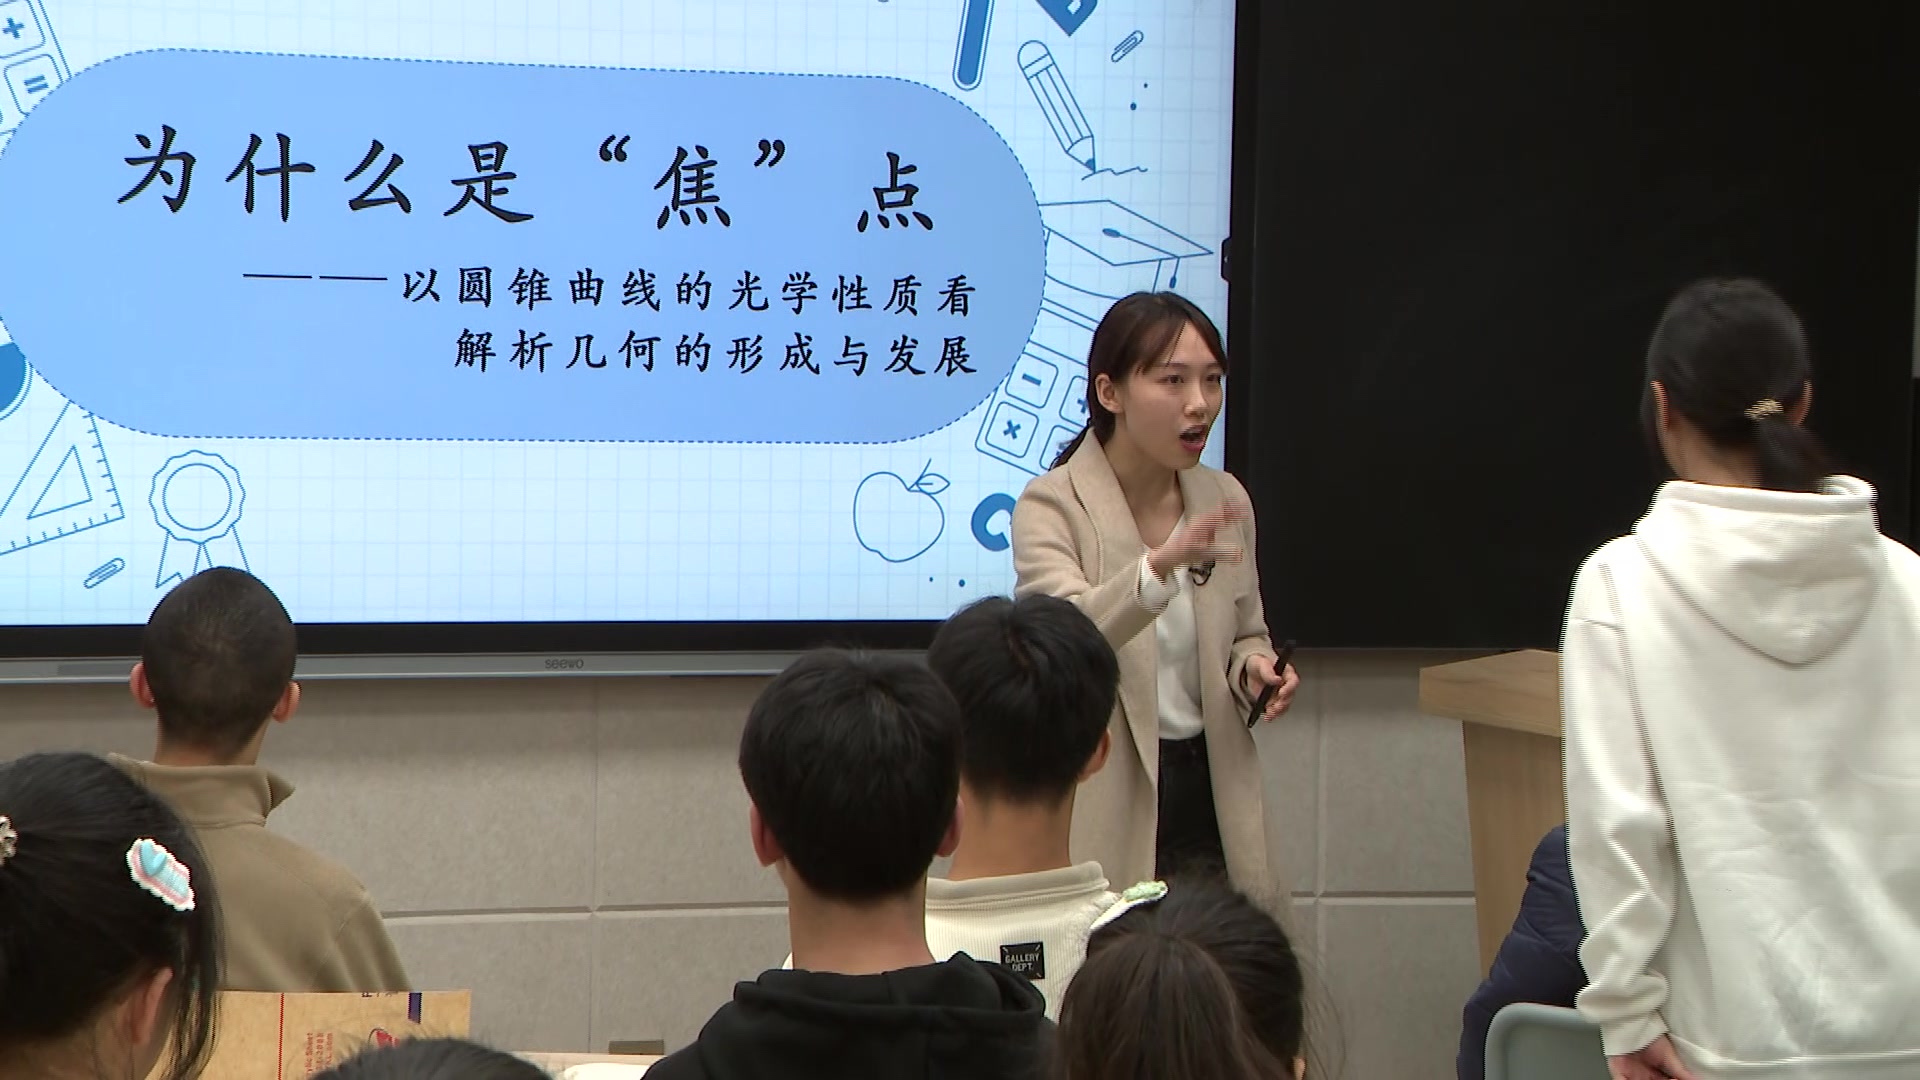 为什么是“焦”点
——以圆锥曲线的光学性质看
解析几何的形成与发展
seewo
GALLERY
DEPT.